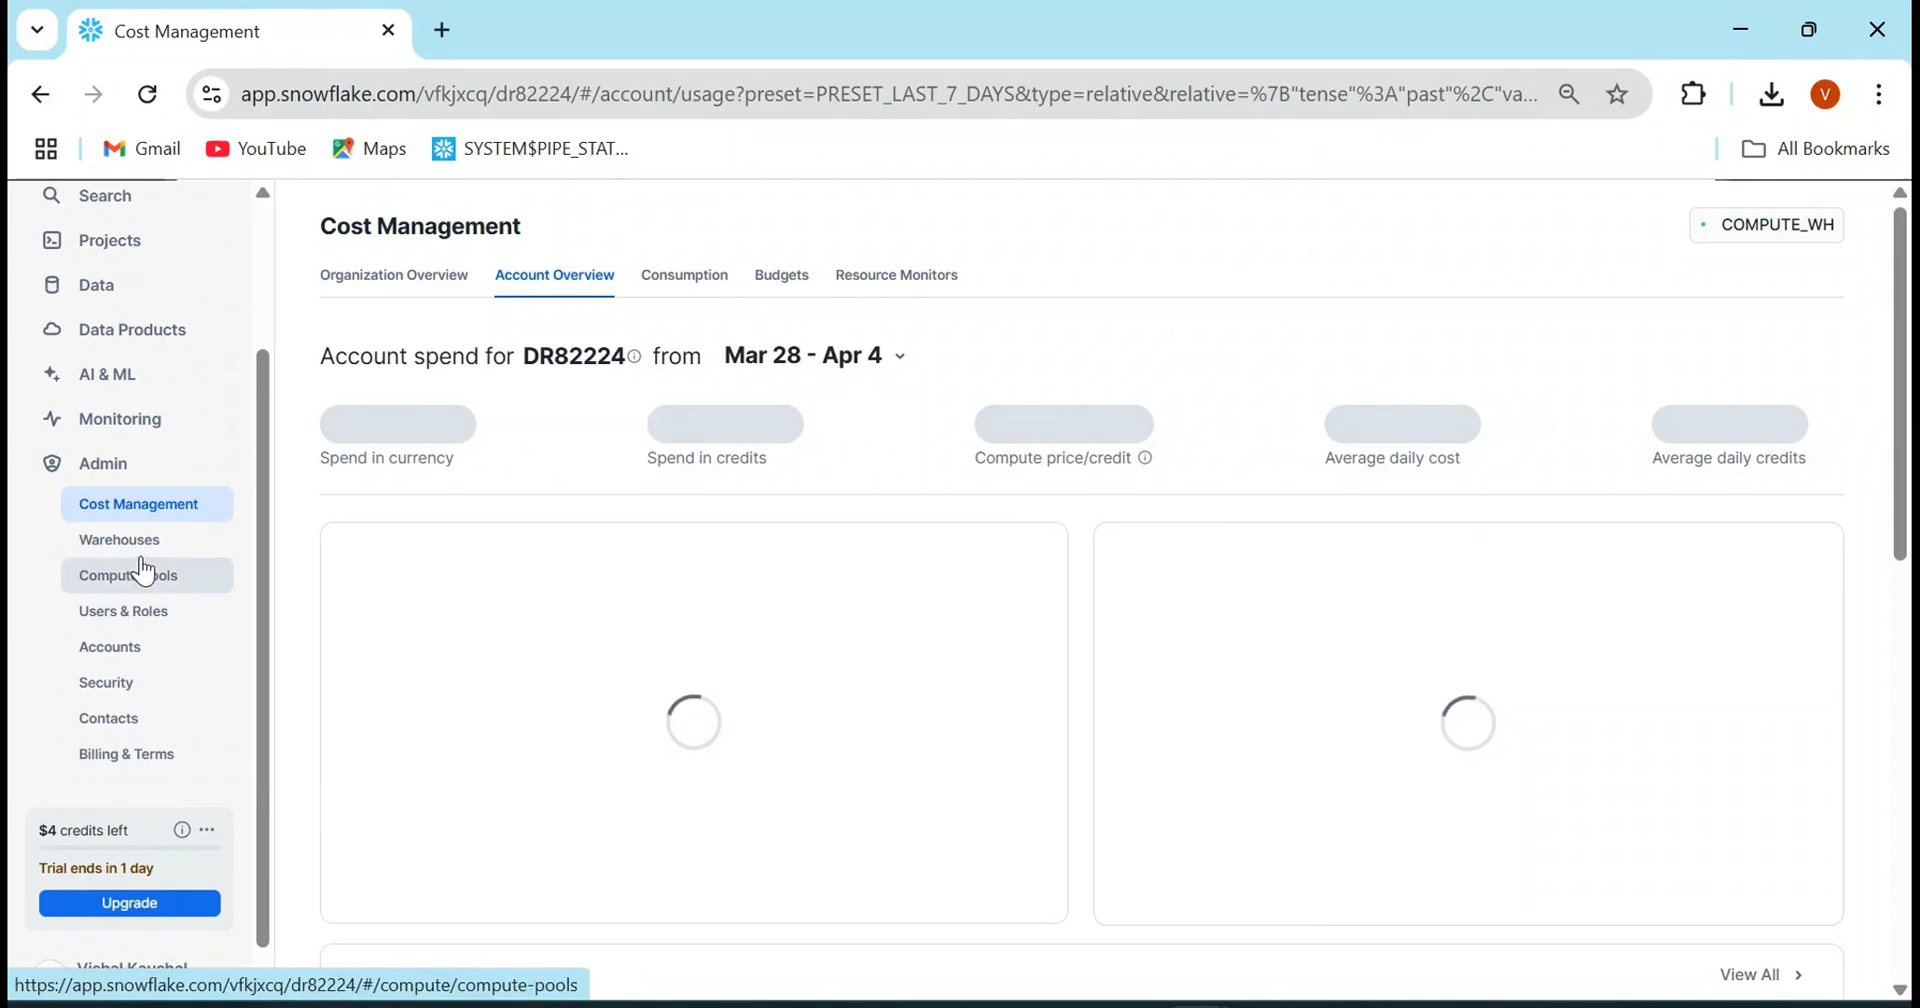 Cost Management
app.snowflake.com/vfkjxcq/dr82224/#/account/usage?preset=PRESET_LAST_7_DAYS&type=relative&relative=%7B"tense"%3A"past"%2C"va...
V
Gmail
YouTube
Maps
SYSTEM$PIPE_STAT...
All Bookmarks
Search
Projects
Data
Data Products
AI & ML
Monitoring
Admin
Cost Management
Warehouses
Users & Roles
Accounts
Security
Contacts
Billing & Terms
$4 credits left
Trial ends in 1 day
Upgrade
Cost Management
COMPUTE_WH
Organization Overview
Account Overview
Consumption
Budgets
Resource Monitors
Account spend for DR82224 from Mar 28 - Apr 4
Spend in currency
Spend in credits
Compute price/credit
Average daily cost
Average daily credits
View All
https://app.snowflake.com/vfkjxcq/dr82224/#/compute/compute-pools